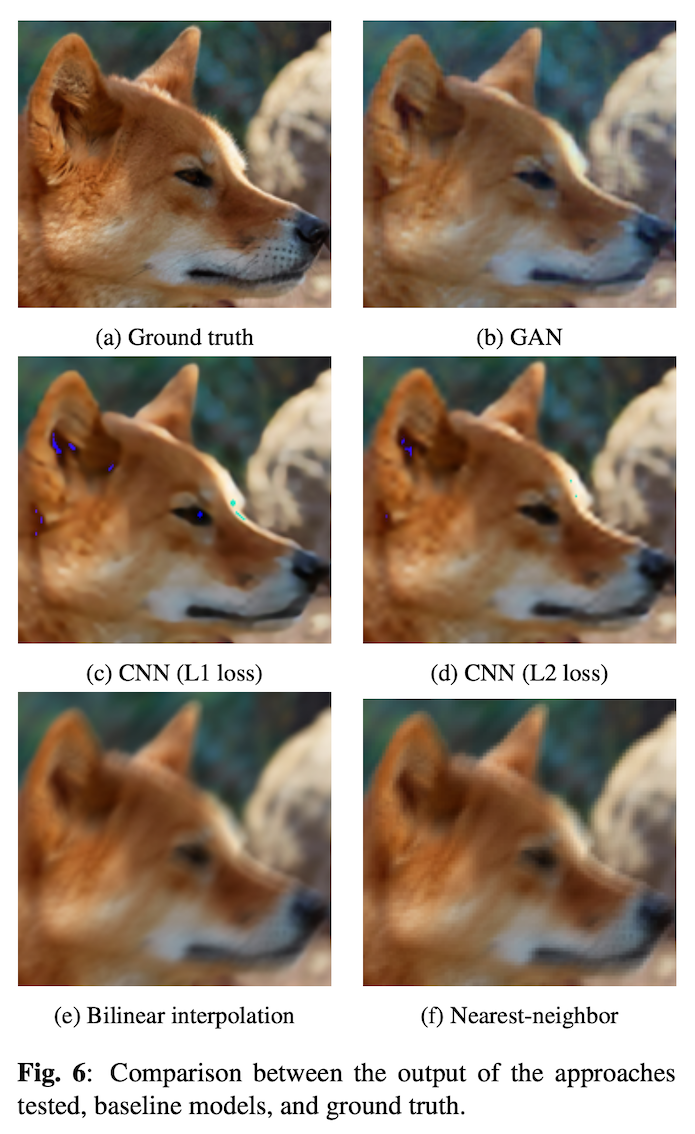 (a) Ground truth
(b) GAN
(c) CNN (L1 loss)
(d) CNN (L2 loss)
(e) Bilinear interpolation
(f) Nearest-neighbor
Fig. 6: Comparison between the output of the approaches
tested, baseline models, and ground truth.